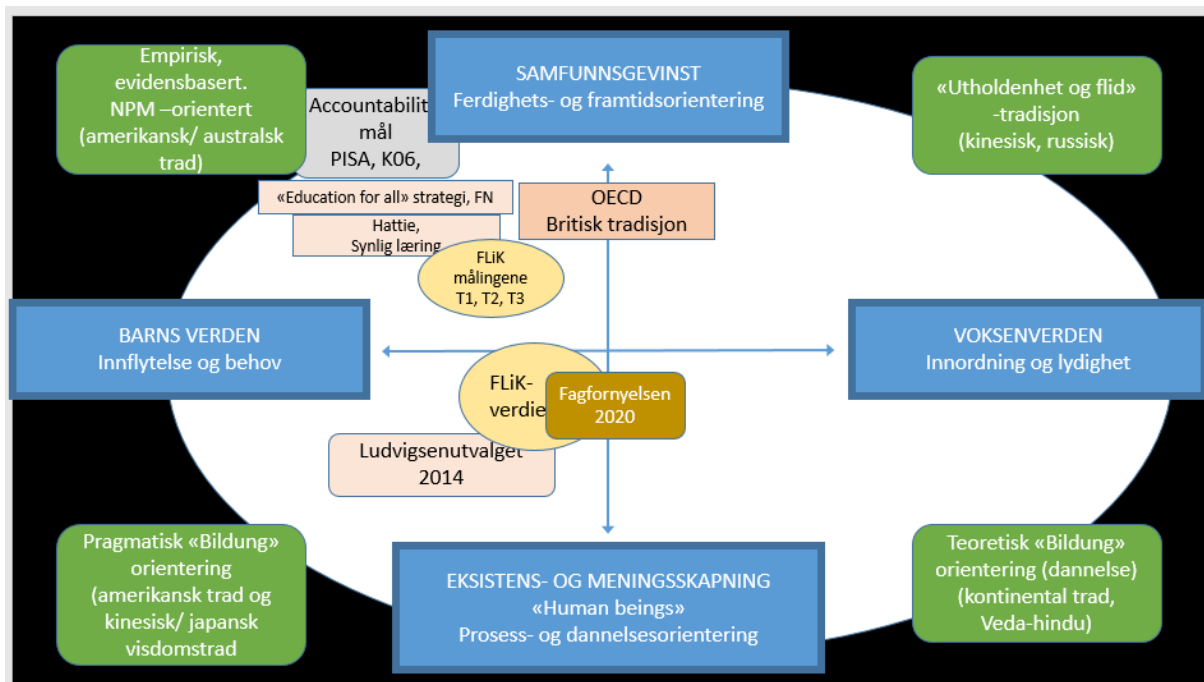 Empirisk,
evidensbasert.
NPM –orientert
(amerikansk/ australsk
trad)
Accountabilit
mål
PISA, K06,
SAMFUNNSGEVINST
Ferdighets- og framtidsorientering
«Utholdenhet og flid»
-tradisjon
(kinesisk, russisk)
«Education for all» strategi, FN
Hattie,
Synlig læring
OECD
Britisk tradisjon
FLiK
målingene
T1, T2, T3
BARNS VERDEN
Innflytelse og behov
VOKSENVERDEN
Innordning og lydighet
FLiK-
verdie
Fagfornyelsen
2020
Ludvigsenutvalget
2014
Pragmatisk «Bildung»
orientering
(amerikansk trad og
kinesisk/ japansk
visdomstrad
EKSISTENS- OG MENINGSSKAPNING
«Human beings»
Prosess- og dannelsesorientering
Teoretisk «Bildung»
orientering (dannelse)
(kontinental trad,
Veda-hindu)